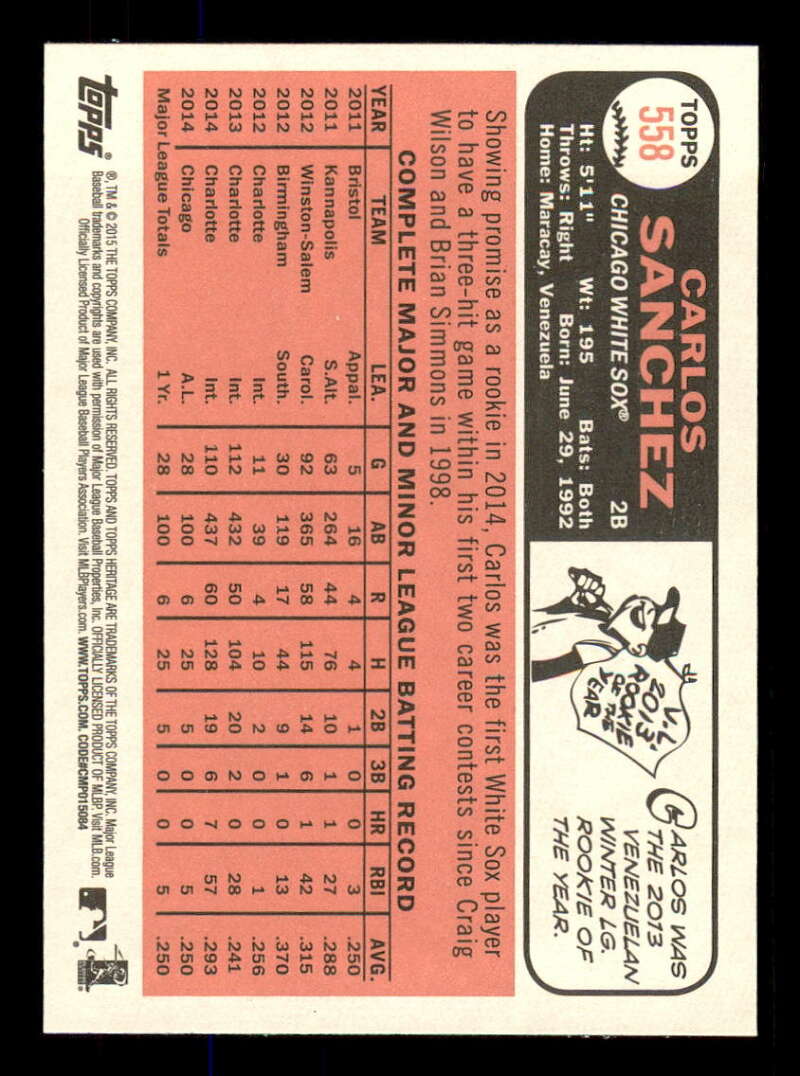 TOPPS
558
CARLOS
SANCHEZ
CHICAGO WHITE SOX® 2B
Ht: 5'11" Wt: 195 Bats: Both
Throws: Right Born: June 29, 1992
Home: Maracay, Venezuela
V.L.
2013
ROOKIE
OF THE
YEAR
CARLOS WAS
THE 2013
VENEZUELAN
WINTER LG.
ROOKIE OF
THE YEAR.
Showing promise as a rookie in 2014, Carlos was the first White Sox player
to have a three-hit game within his first two career contests since Craig
Wilson and Brian Simmons in 1998.
COMPLETE MAJOR AND MINOR LEAGUE BATTING RECORD
YEAR TEAM LEA. G AB R H 2B 3B HR RBI AVG.
2011 Bristol Appal. 5 16 4 4 1 0 0 3 .250
2011 Kannapolis S.Atl. 63 264 44 76 10 1 1 27 .288
2012 Winston-Salem Carol. 92 365 58 115 14 6 1 42 .315
2012 Birmingham South. 30 119 17 44 9 1 0 13 .370
2012 Charlotte Int. 11 39 4 10 2 0 0 1 .256
2013 Charlotte Int. 112 432 50 104 20 2 0 28 .241
2014 Charlotte Int. 110 437 60 128 19 6 7 57 .293
2014 Chicago A.L. 28 100 6 25 5 0 0 5 .250
Major League Totals 1 Yr. 28 100 6 25 5 0 0 5 .250
topps®
®, TM & © 2015 THE TOPPS COMPANY, INC. ALL RIGHTS RESERVED. TOPPS AND TOPPS HERITAGE ARE TRADEMARKS OF THE TOPPS COMPANY, INC. Major League
Baseball trademarks and copyrights are used with permission of Major League Baseball Properties, Inc. OFFICIALLY LICENSED PRODUCT OF MLBP. Visit MLB.com.
Officially Licensed Product of Major League Baseball Players Association. Visit MLBPlayers.com. WWW.TOPPS.COM. CODE#CMP015084